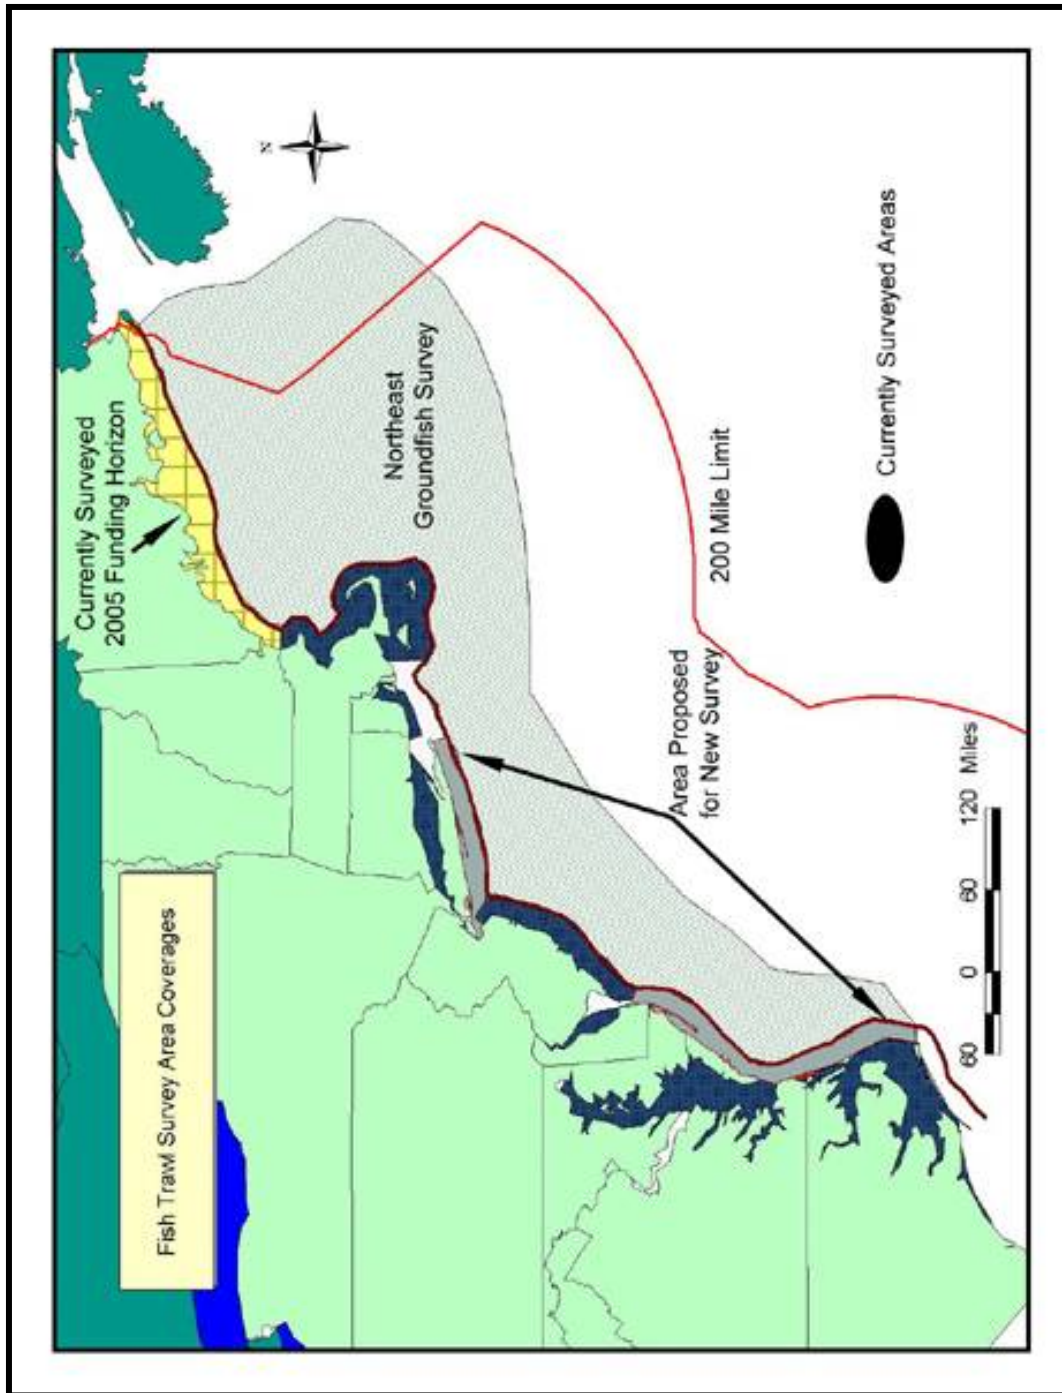 Fish Trawl Survey Area Coverages
Currently Surveyed
2005 Funding Horizon
N
Northeast
Groundfish Survey
Area Proposed
for New Survey
200 Mile Limit
Currently Surveyed Areas
60 0 60 120 Miles